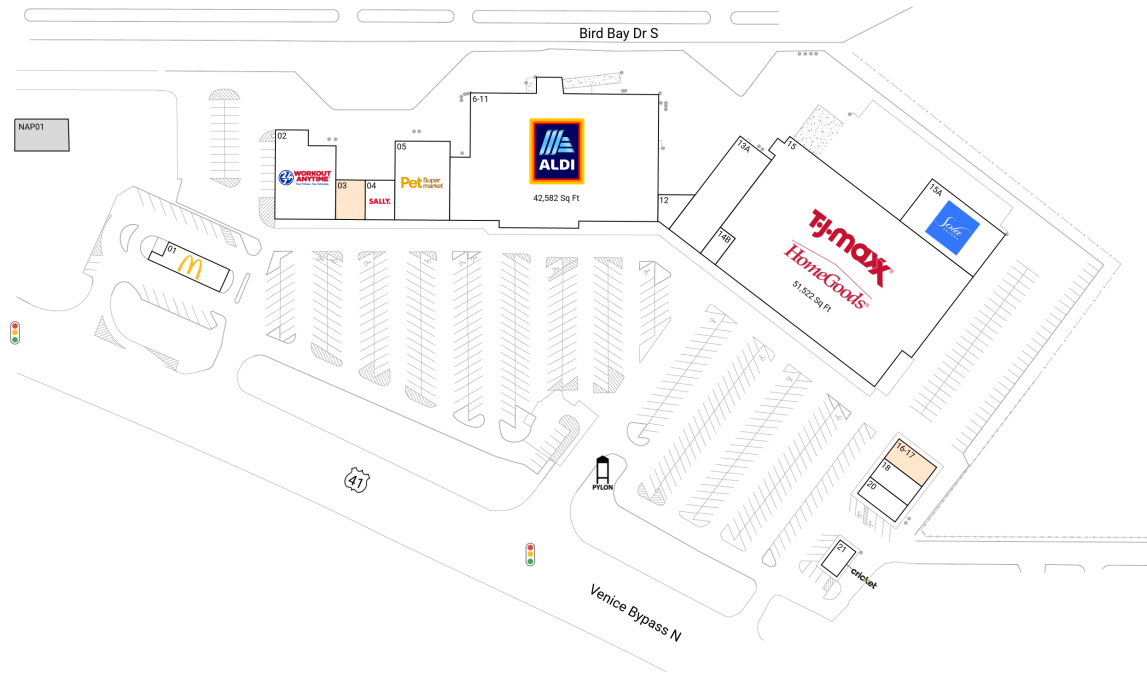 Bird Bay Dr S
6-11
NAP01
02
05
13A
15
ALDI
WORKOUT
ANYTIME
03
04
Pet Super
market
SALLY.
42,582 Sq Ft
12
15A
14B
T.J.maxx
HomeGoods
51,522 Sq Ft
01
41
PYLON
16-17
18
20
21
cricket
Venice Bypass N